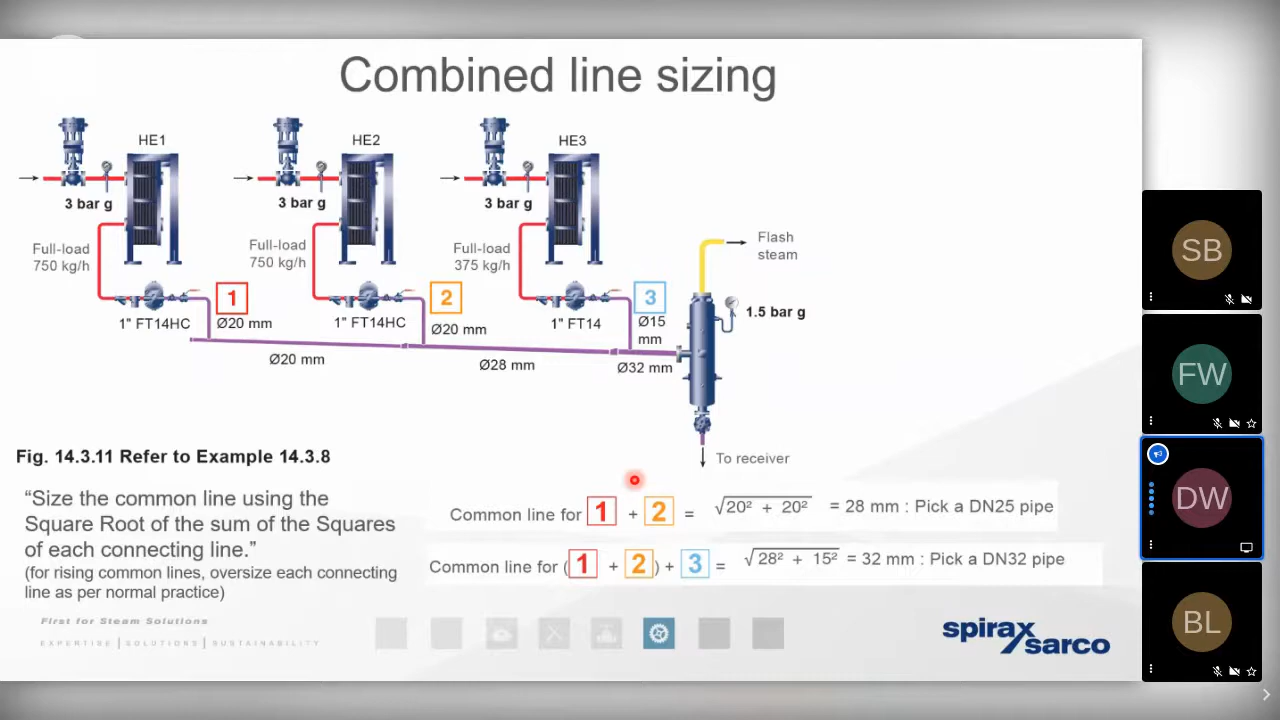 Combined line sizing
HE1
HE2
HE3
3 bar g
3 bar g
3 bar g
Full-load
750 kg/h
Full-load
750 kg/h
Full-load
375 kg/h
Flash
steam
1
2
3
1.5 bar g
1" FT14HC
Ø20 mm
1" FT14HC
Ø20 mm
1" FT14
Ø15
mm
Ø20 mm
Ø28 mm
Ø32 mm
Fig. 14.3.11 Refer to Example 14.3.8
To receiver
“Size the common line using the
Square Root of the sum of the Squares
of each connecting line.”
(for rising common lines, oversize each connecting
line as per normal practice)
Common line for 1 + 2 = √20² + 20² = 28 mm : Pick a DN25 pipe
Common line for (1 + 2) + 3 = √28² + 15² = 32 mm : Pick a DN32 pipe
First for Steam Solutions
EXPERTISE | SOLUTIONS | SUSTAINABILITY
spirax
sarco
SB
FW
DW
BL